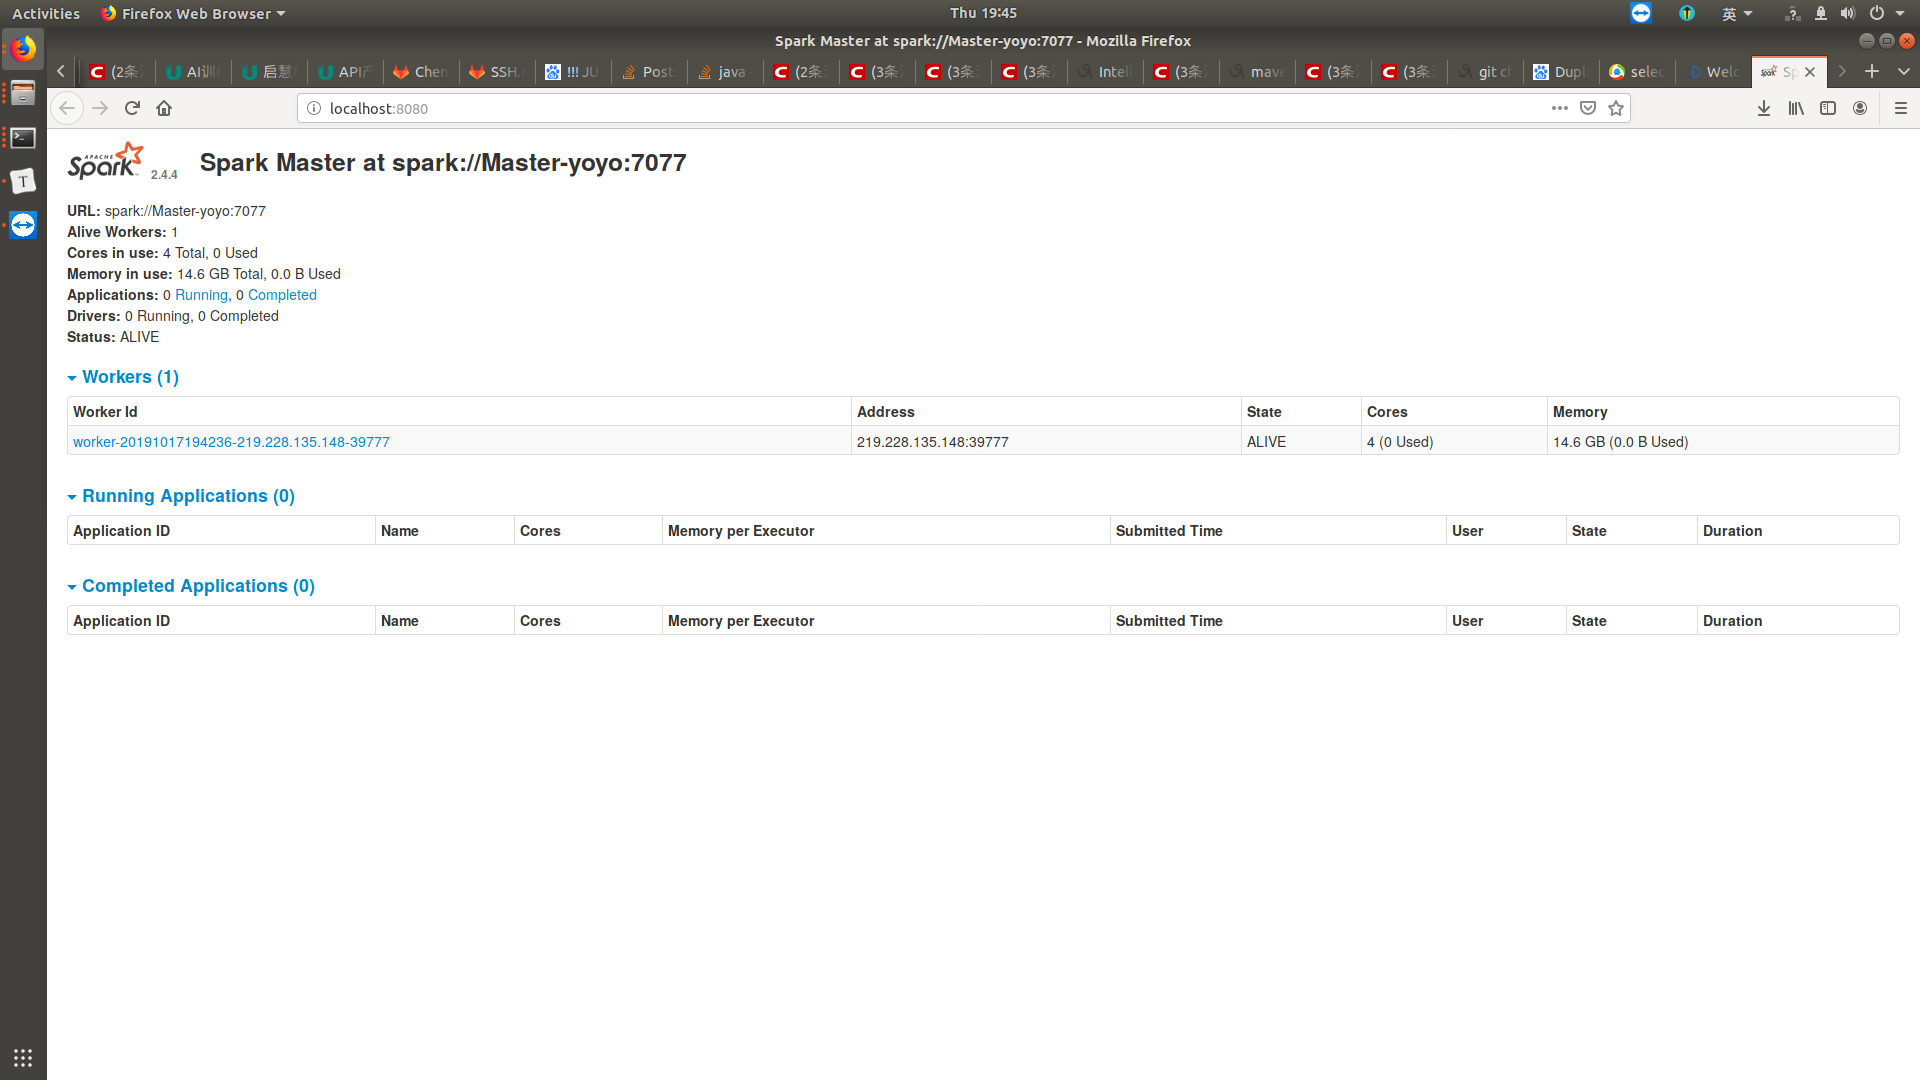 Activities Firefox Web Browser Thu 19:45 英
Spark Master at spark://Master-yoyo:7077 - Mozilla Firefox
(2条 AI训 启慧 API Chen SSH !!! JU Post java (2条 (3条 (3条 (3条 Intel (3条 mave (3条 (3条 git c Dupl selec Welc Sp
localhost:8080
APACHE Spark 2.4.4 Spark Master at spark://Master-yoyo:7077
URL: spark://Master-yoyo:7077
Alive Workers: 1
Cores in use: 4 Total, 0 Used
Memory in use: 14.6 GB Total, 0.0 B Used
Applications: 0 Running, 0 Completed
Drivers: 0 Running, 0 Completed
Status: ALIVE
Workers (1)
Worker Id Address State Cores Memory
worker-20191017194236-219.228.135.148-39777 219.228.135.148:39777 ALIVE 4 (0 Used) 14.6 GB (0.0 B Used)
Running Applications (0)
Application ID Name Cores Memory per Executor Submitted Time User State Duration
Completed Applications (0)
Application ID Name Cores Memory per Executor Submitted Time User State Duration